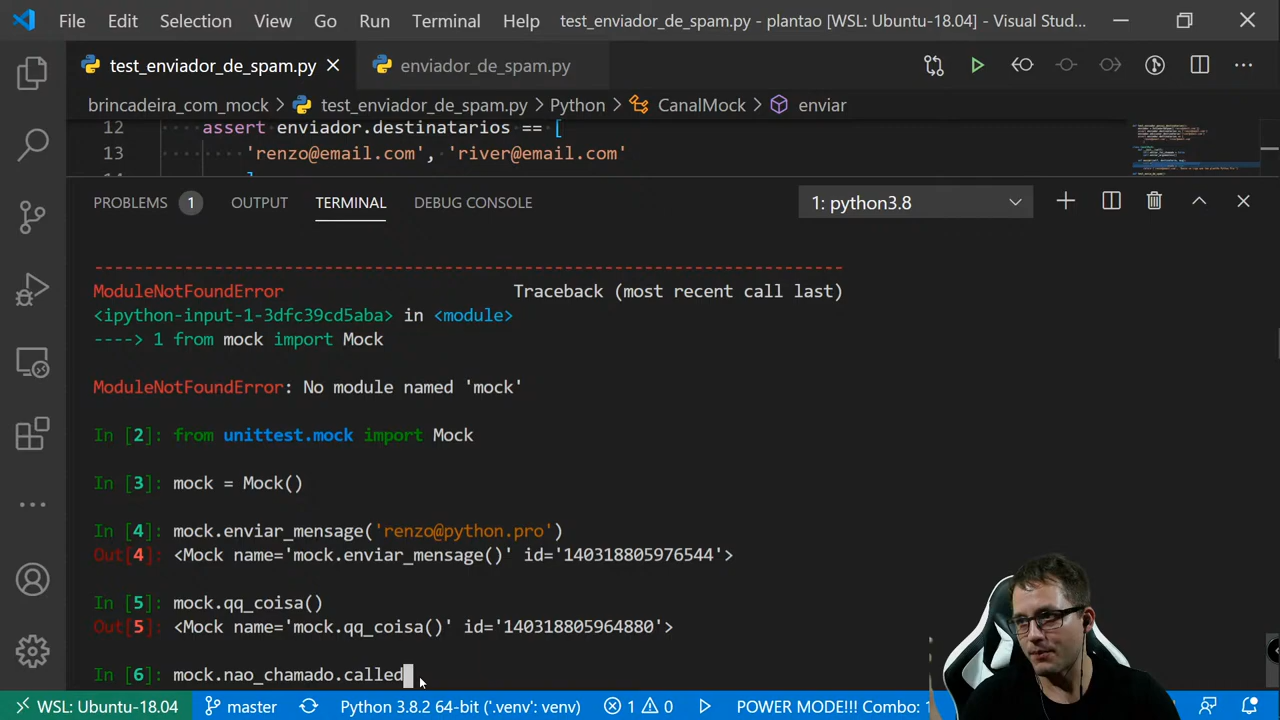 File Edit Selection View Go Run Terminal Help test_enviador_de_spam.py - plantao [WSL: Ubuntu-18.04] - Visual Stud...
test_enviador_de_spam.py enviador_de_spam.py
brincadeira_com_mock > test_enviador_de_spam.py > Python > CanalMock > enviar
12 assert enviador.destinatarios == [
13 'renzo@email.com', 'river@email.com'
PROBLEMS 1 OUTPUT TERMINAL DEBUG CONSOLE 1: python3.8
---------------------------------------------------------------------------
ModuleNotFoundError Traceback (most recent call last)
<ipython-input-1-3dfc39cd5aba> in <module>
----> 1 from mock import Mock
ModuleNotFoundError: No module named 'mock'
In [2]: from unittest.mock import Mock
In [3]: mock = Mock()
In [4]: mock.enviar_mensage('renzo@python.pro')
Out[4]: <Mock name='mock.enviar_mensage()' id='140318805976544'>
In [5]: mock.qq_coisa()
Out[5]: <Mock name='mock.qq_coisa()' id='140318805964880'>
In [6]: mock.nao_chamado.called
WSL: Ubuntu-18.04 master Python 3.8.2 64-bit ('.venv': venv) 1 0 POWER MODE!!! Combo: 1